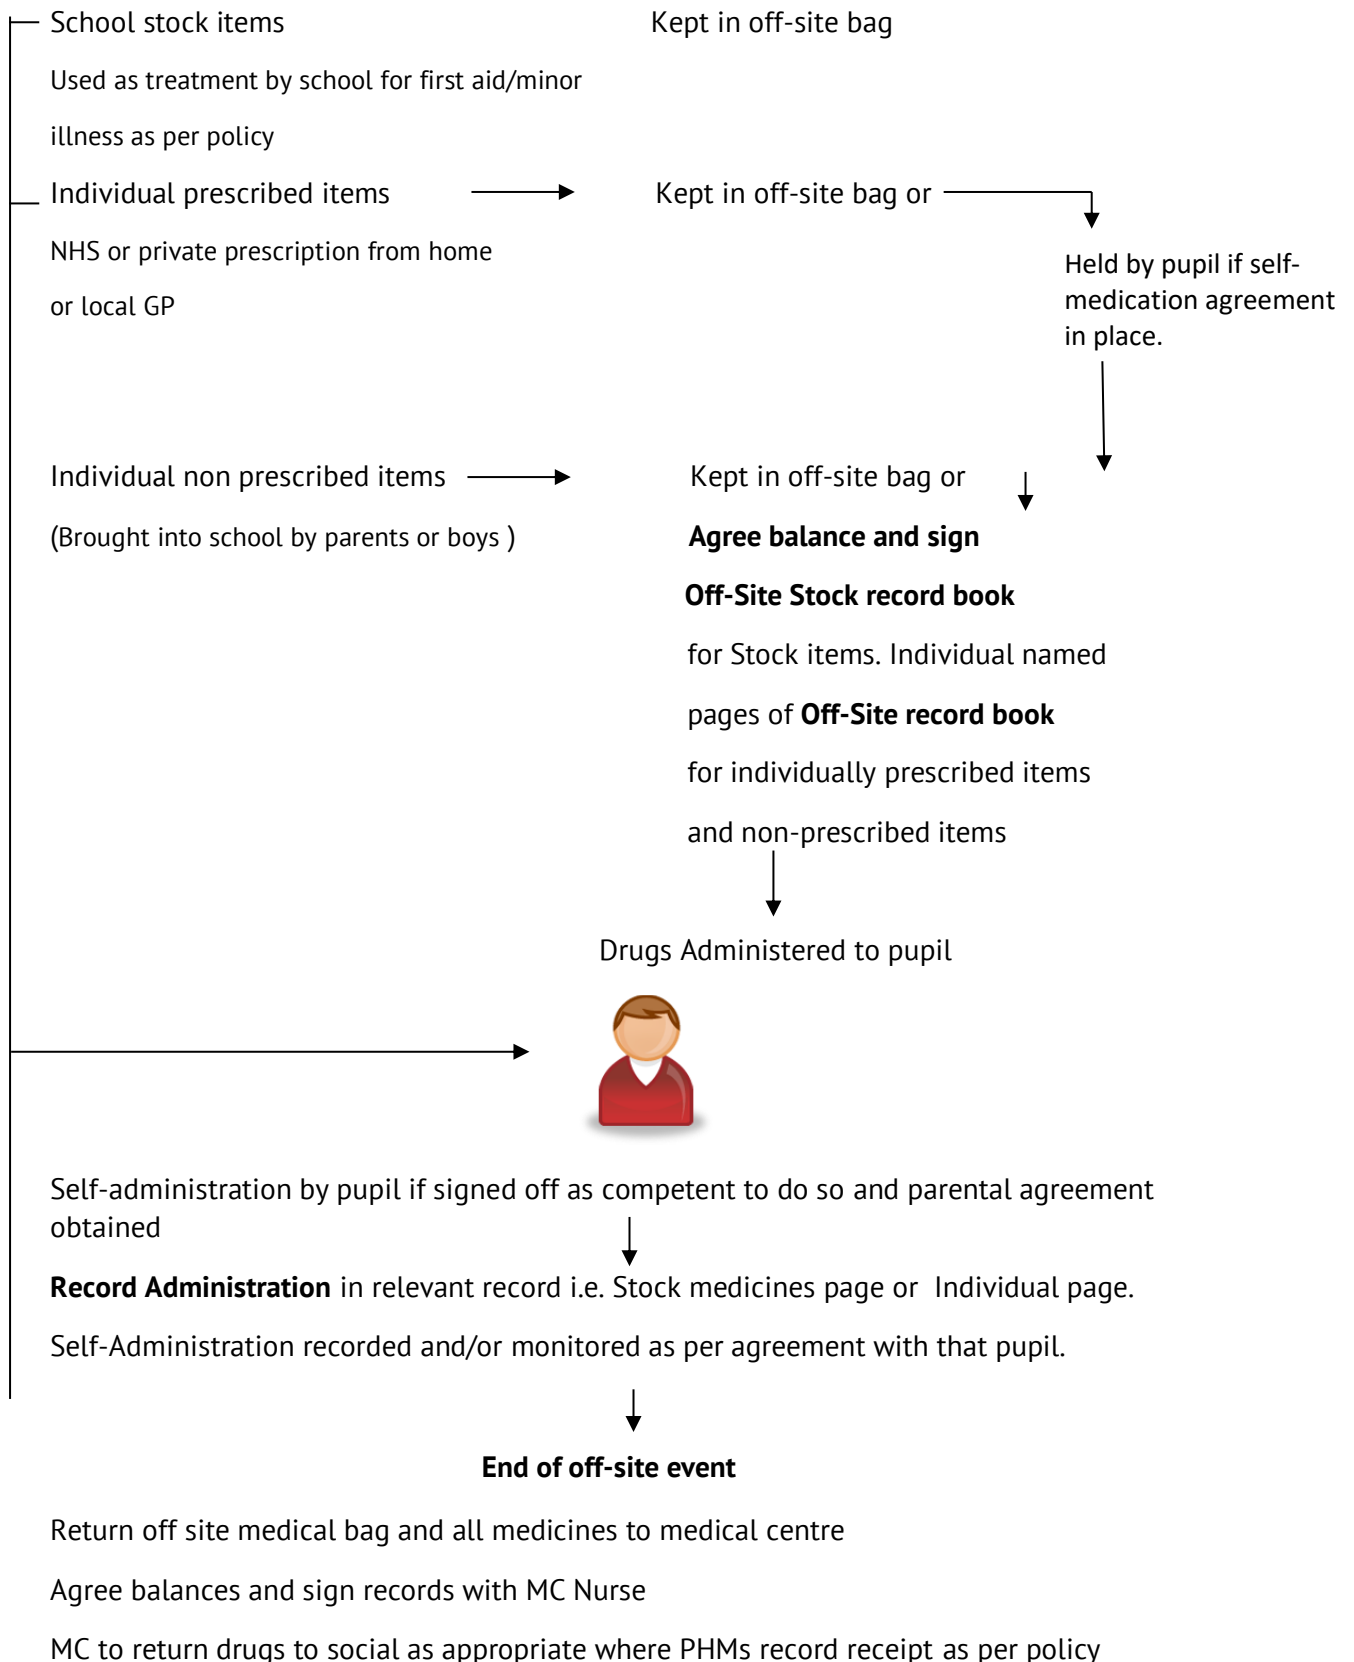 School stock items
Kept in off-site bag
Used as treatment by school for first aid/minor
illness as per policy
Individual prescribed items
Kept in off-site bag or
NHS or private prescription from home
or local GP
Held by pupil if self-
medication agreement
in place.
Individual non prescribed items
Kept in off-site bag or
(Brought into school by parents or boys )
Agree balance and sign
Off-Site Stock record book
for Stock items. Individual named
pages of Off-Site record book
for individually prescribed items
and non-prescribed items
Drugs Administered to pupil
Self-administration by pupil if signed off as competent to do so and parental agreement
obtained
Record Administration in relevant record i.e. Stock medicines page or Individual page.
Self-Administration recorded and/or monitored as per agreement with that pupil.
End of off-site event
Return off site medical bag and all medicines to medical centre
Agree balances and sign records with MC Nurse
MC to return drugs to social as appropriate where PHMs record receipt as per policy